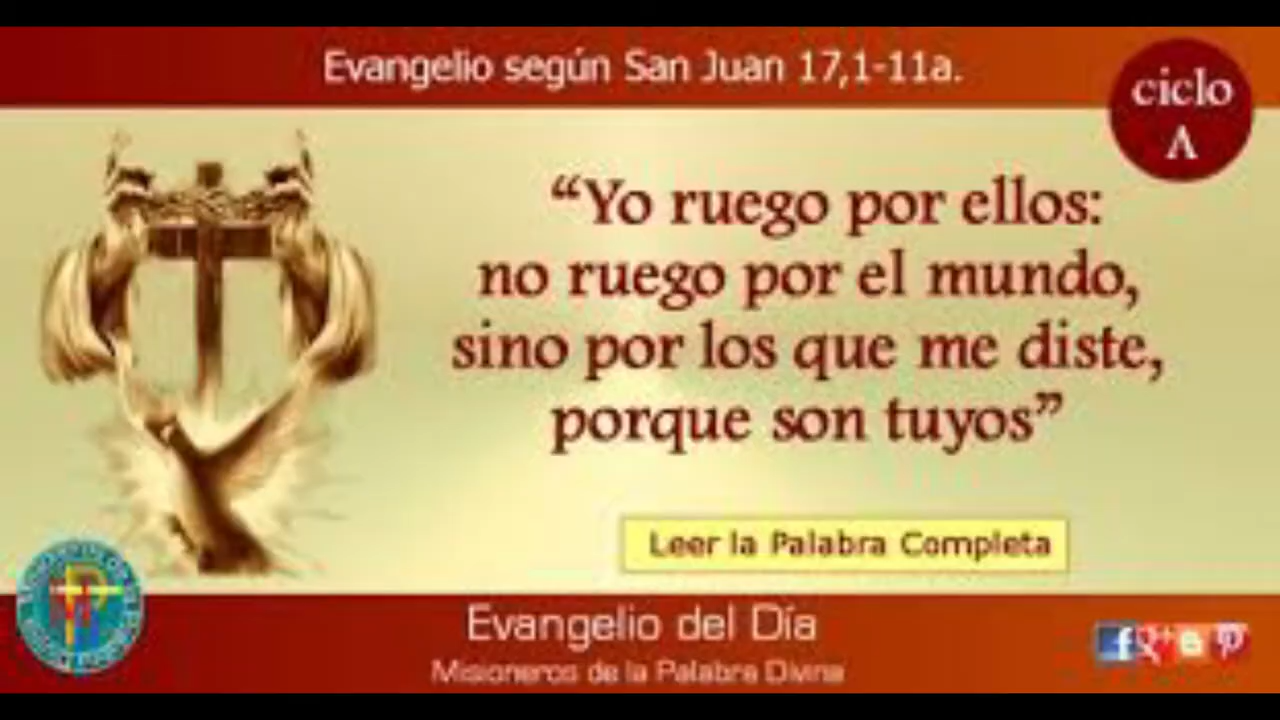 Evangelio según San Juan 17,1-11a.
ciclo
A
“Yo ruego por ellos:
no ruego por el mundo,
sino por los que me diste,
porque son tuyos”
Leer la Palabra Completa
Evangelio del Día
Misioneros de la Palabra Divina